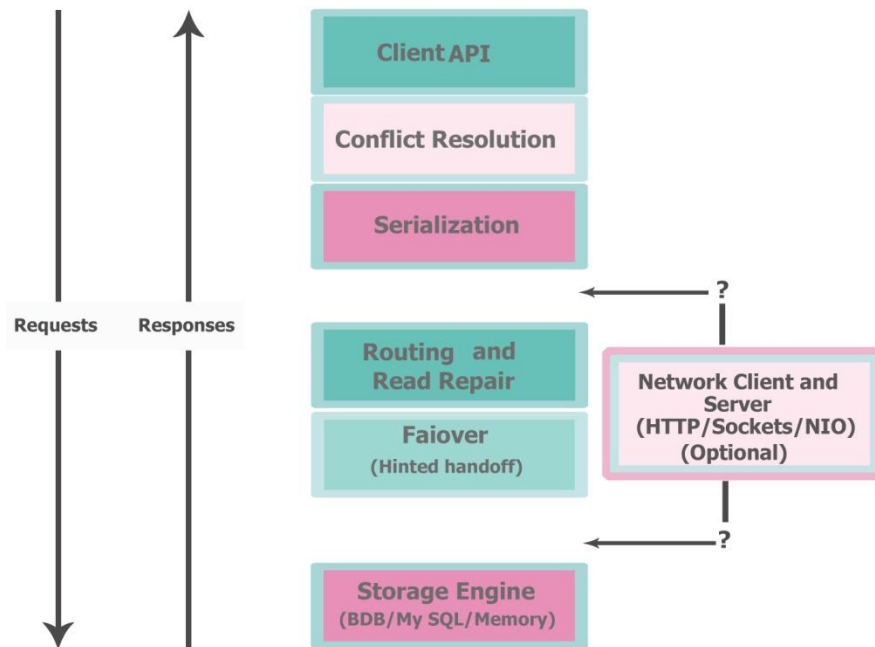 Client API
Conflict Resolution
Serialization
?
Requests
Responses
Routing and
Read Repair
Network Client and
Server
(HTTP/Sockets/NIO)
(Optional)
Faiover
(Hinted handoff)
?
Storage Engine
(BDB/My SQL/Memory)